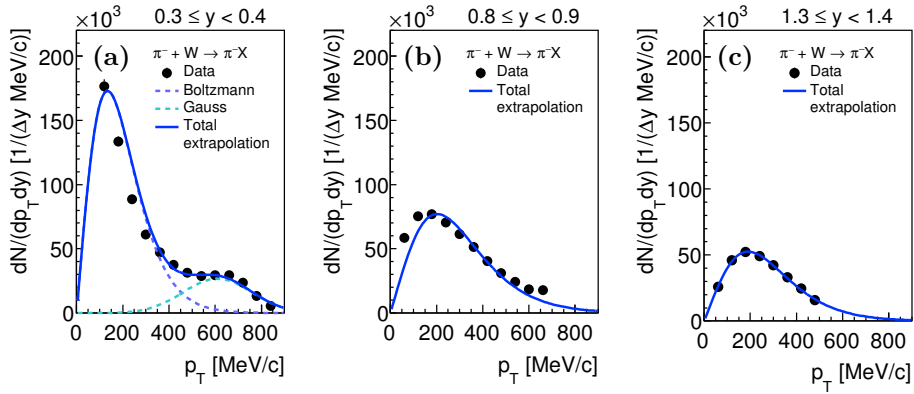 ×10³ 0.3 ≤ y < 0.4
(a)
π⁻ + W → π⁻X
Data
Boltzmann
Gauss
Total
extrapolation
dN/(dp_T dy) [1/(Δy MeV/c)]
200
150
100
50
0
0 200 400 600 800
p_T [MeV/c]
×10³ 0.8 ≤ y < 0.9
(b)
π⁻ + W → π⁻X
Data
Total
extrapolation
dN/(dp_T dy) [1/(Δy MeV/c)]
200
150
100
50
0
0 200 400 600 800
p_T [MeV/c]
×10³ 1.3 ≤ y < 1.4
(c)
π⁻ + W → π⁻X
Data
Total
extrapolation
dN/(dp_T dy) [1/(Δy MeV/c)]
200
150
100
50
0
0 200 400 600 800
p_T [MeV/c]